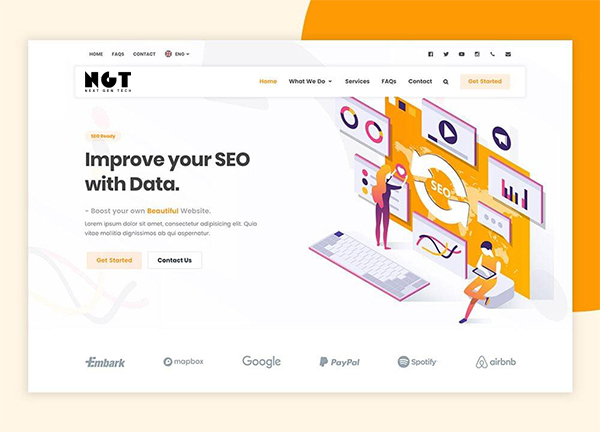 HOME FAQS CONTACT ENG
NGT
NEXT GEN TECH
Home What We Do Services FAQs Contact Get Started
SEO Ready
Improve your SEO
with Data.
- Boost your own Beautiful Website.
Lorem ipsum dolor sit amet, consectetur adipisicing elit. Quia
vitae mollitia dignissimos ab qui aspernatur.
Get Started Contact Us
SEO
Embark mapbox Google PayPal Spotify airbnb